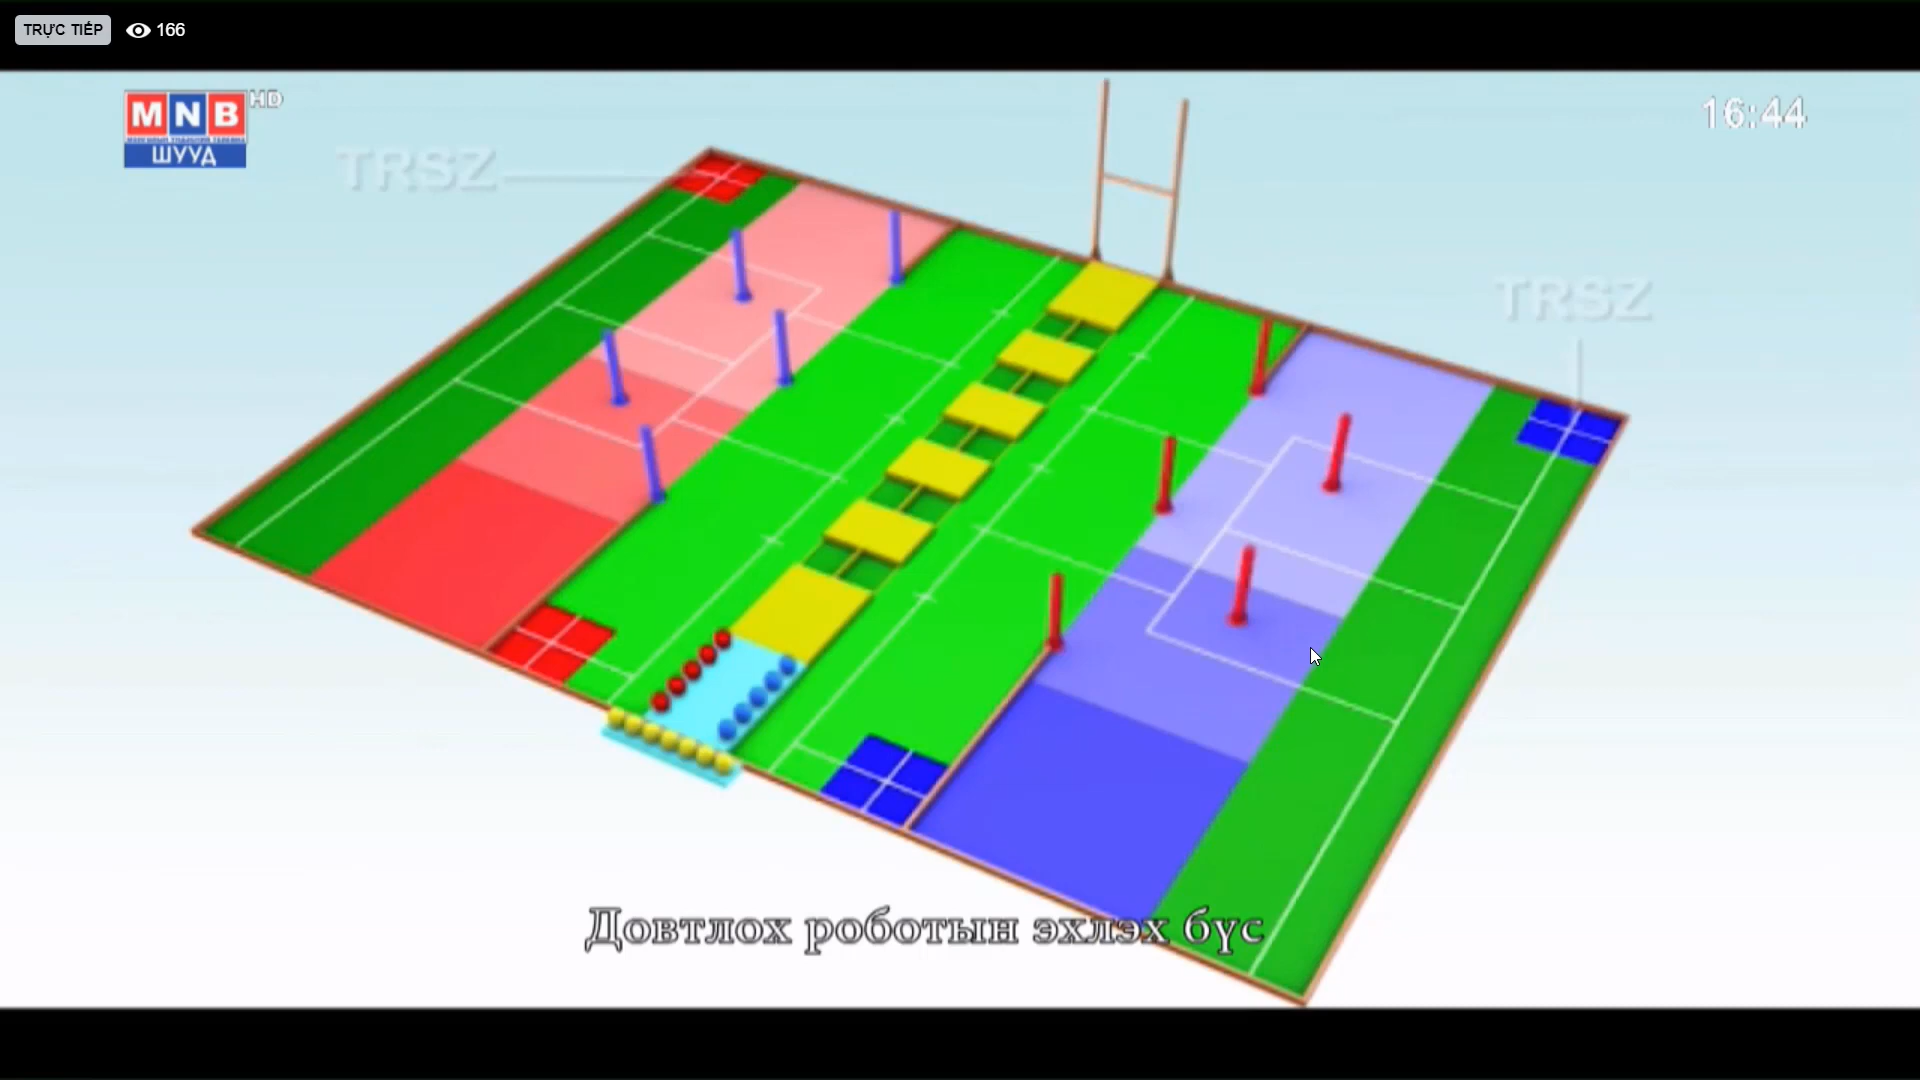 TRỰC TIẾP 166
MNB HD
ШУУД
16:44
TRSZ
TRSZ
Довтлох роботын эхлэх бүс